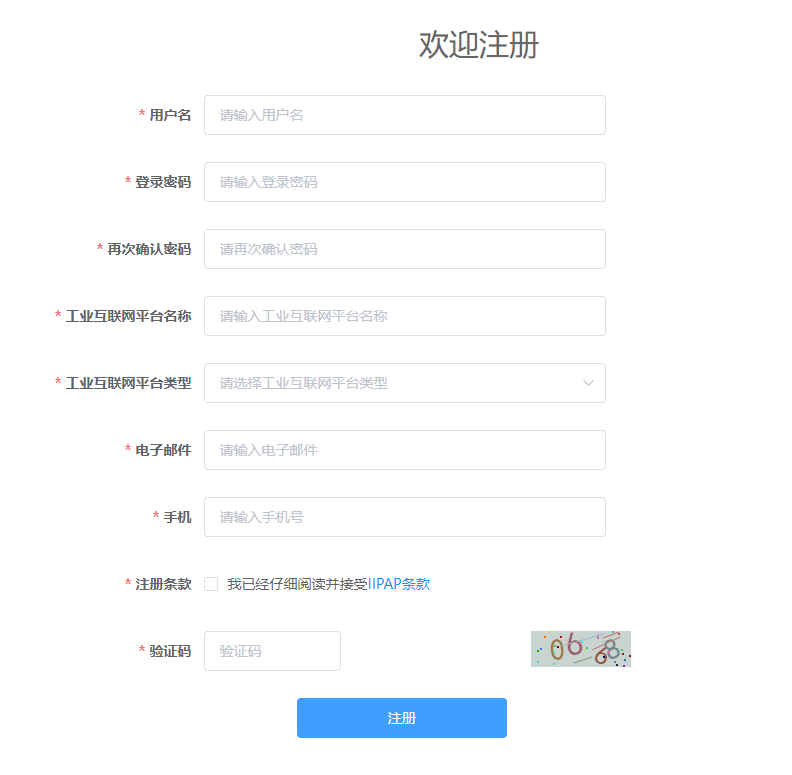 欢迎注册
* 用户名 请输入用户名
* 登录密码 请输入登录密码
* 再次确认密码 请再次确认密码
* 工业互联网平台名称 请输入工业互联网平台名称
* 工业互联网平台类型 请选择工业互联网平台类型
* 电子邮件 请输入电子邮件
* 手机 请输入手机号
* 注册条款 我已经仔细阅读并接受IIPAP条款
* 验证码 验证码 0668
注册